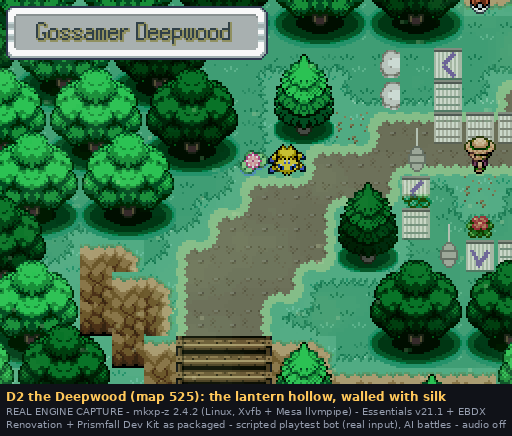 Gossamer Deepwood
D2 the Deepwood (map 525): the lantern hollow, walled with silk
REAL ENGINE CAPTURE - mkxp-z 2.4.2 (Linux, Xvfb + Mesa llvmpipe) - Essentials v21.1 + EBDX
Renovation + Prismfall Dev Kit as packaged - scripted playtest bot (real input), AI battles - audio off